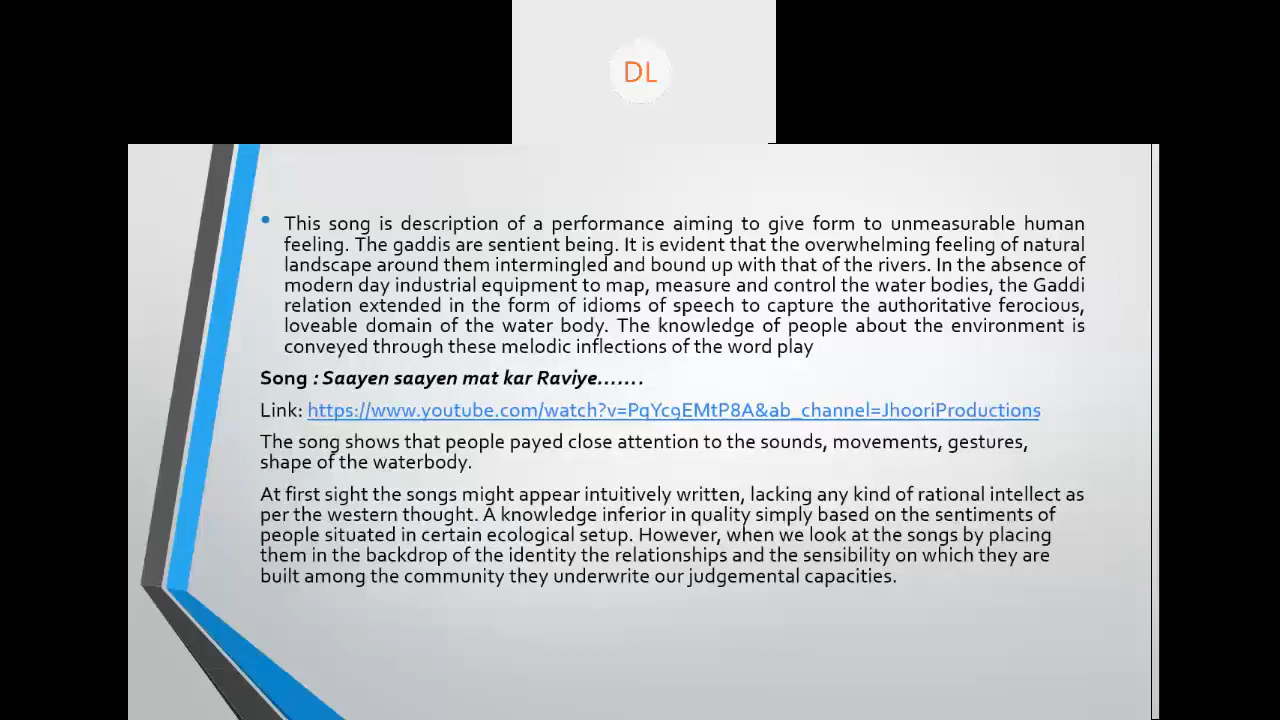 DL
• This song is description of a performance aiming to give form to unmeasurable human
feeling. The gaddis are sentient being. It is evident that the overwhelming feeling of natural
landscape around them intermingled and bound up with that of the rivers. In the absence of
modern day industrial equipment to map, measure and control the water bodies, the Gaddi
relation extended in the form of idioms of speech to capture the authoritative ferocious,
loveable domain of the water body. The knowledge of people about the environment is
conveyed through these melodic inflections of the word play
Song : Saayen saayen mat kar Raviye…….
Link: https://www.youtube.com/watch?v=PqYc9EMtP8A&ab_channel=JhooriProductions
The song shows that people payed close attention to the sounds, movements, gestures,
shape of the waterbody.
At first sight the songs might appear intuitively written, lacking any kind of rational intellect as
per the western thought. A knowledge inferior in quality simply based on the sentiments of
people situated in certain ecological setup. However, when we look at the songs by placing
them in the backdrop of the identity the relationships and the sensibility on which they are
built among the community they underwrite our judgemental capacities.